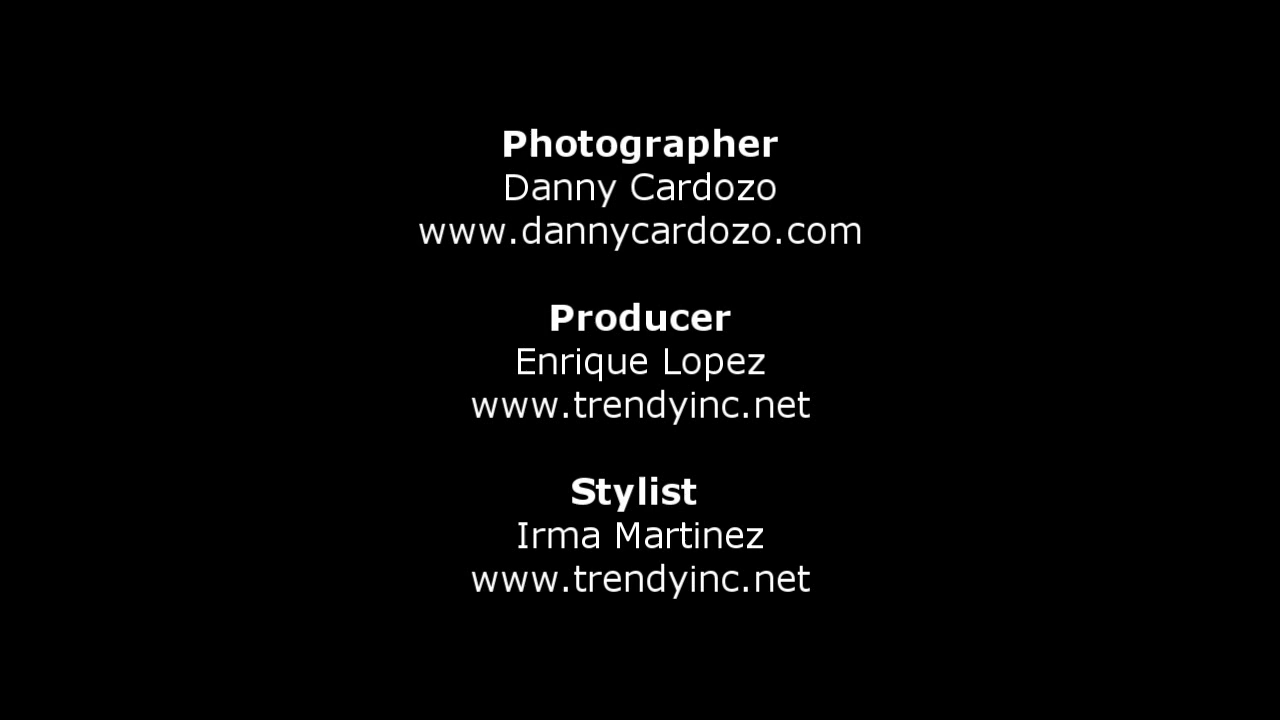 Photographer
Danny Cardozo
www.dannycardozo.com
Producer
Enrique Lopez
www.trendyinc.net
Stylist
Irma Martinez
www.trendyinc.net